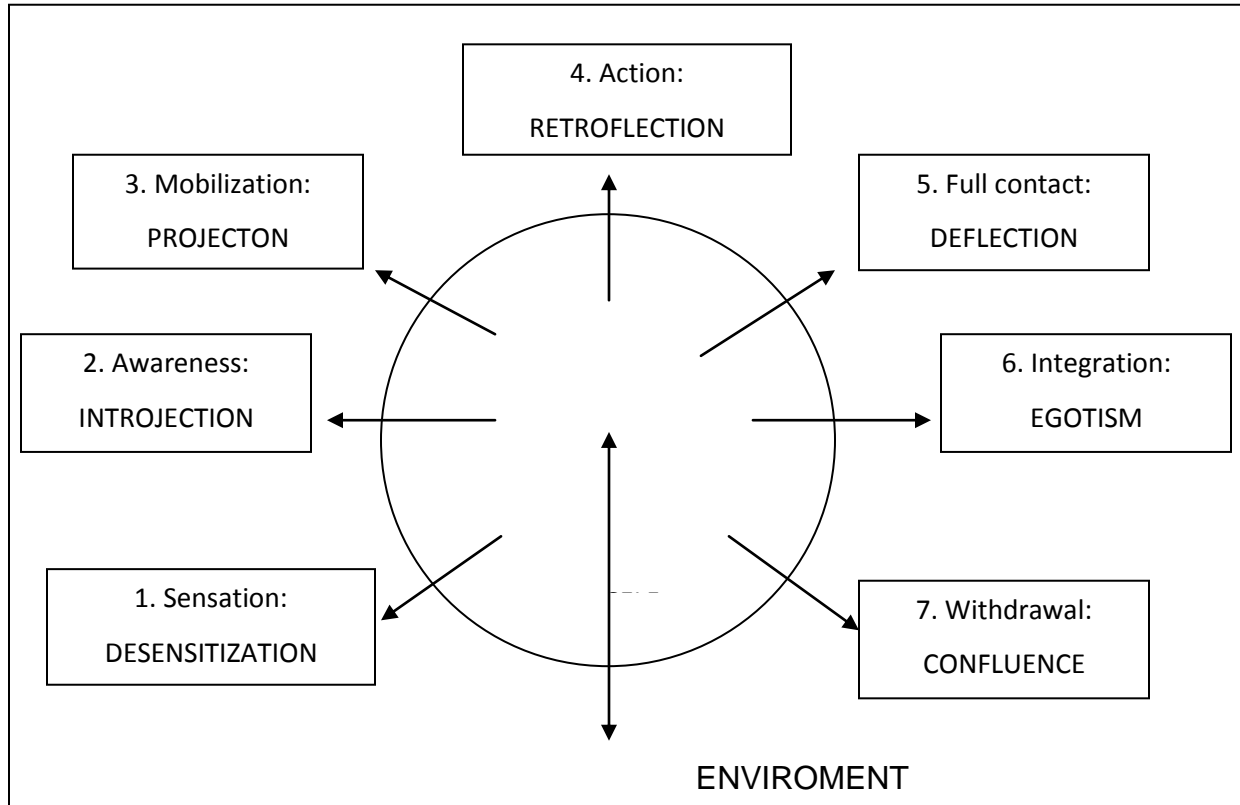 4. Action:
RETROFLECTION
3. Mobilization:
PROJECTON
5. Full contact:
DEFLECTION
2. Awareness:
INTROJECTION
6. Integration:
EGOTISM
1. Sensation:
DESENSITIZATION
7. Withdrawal:
CONFLUENCE
ENVIROMENT